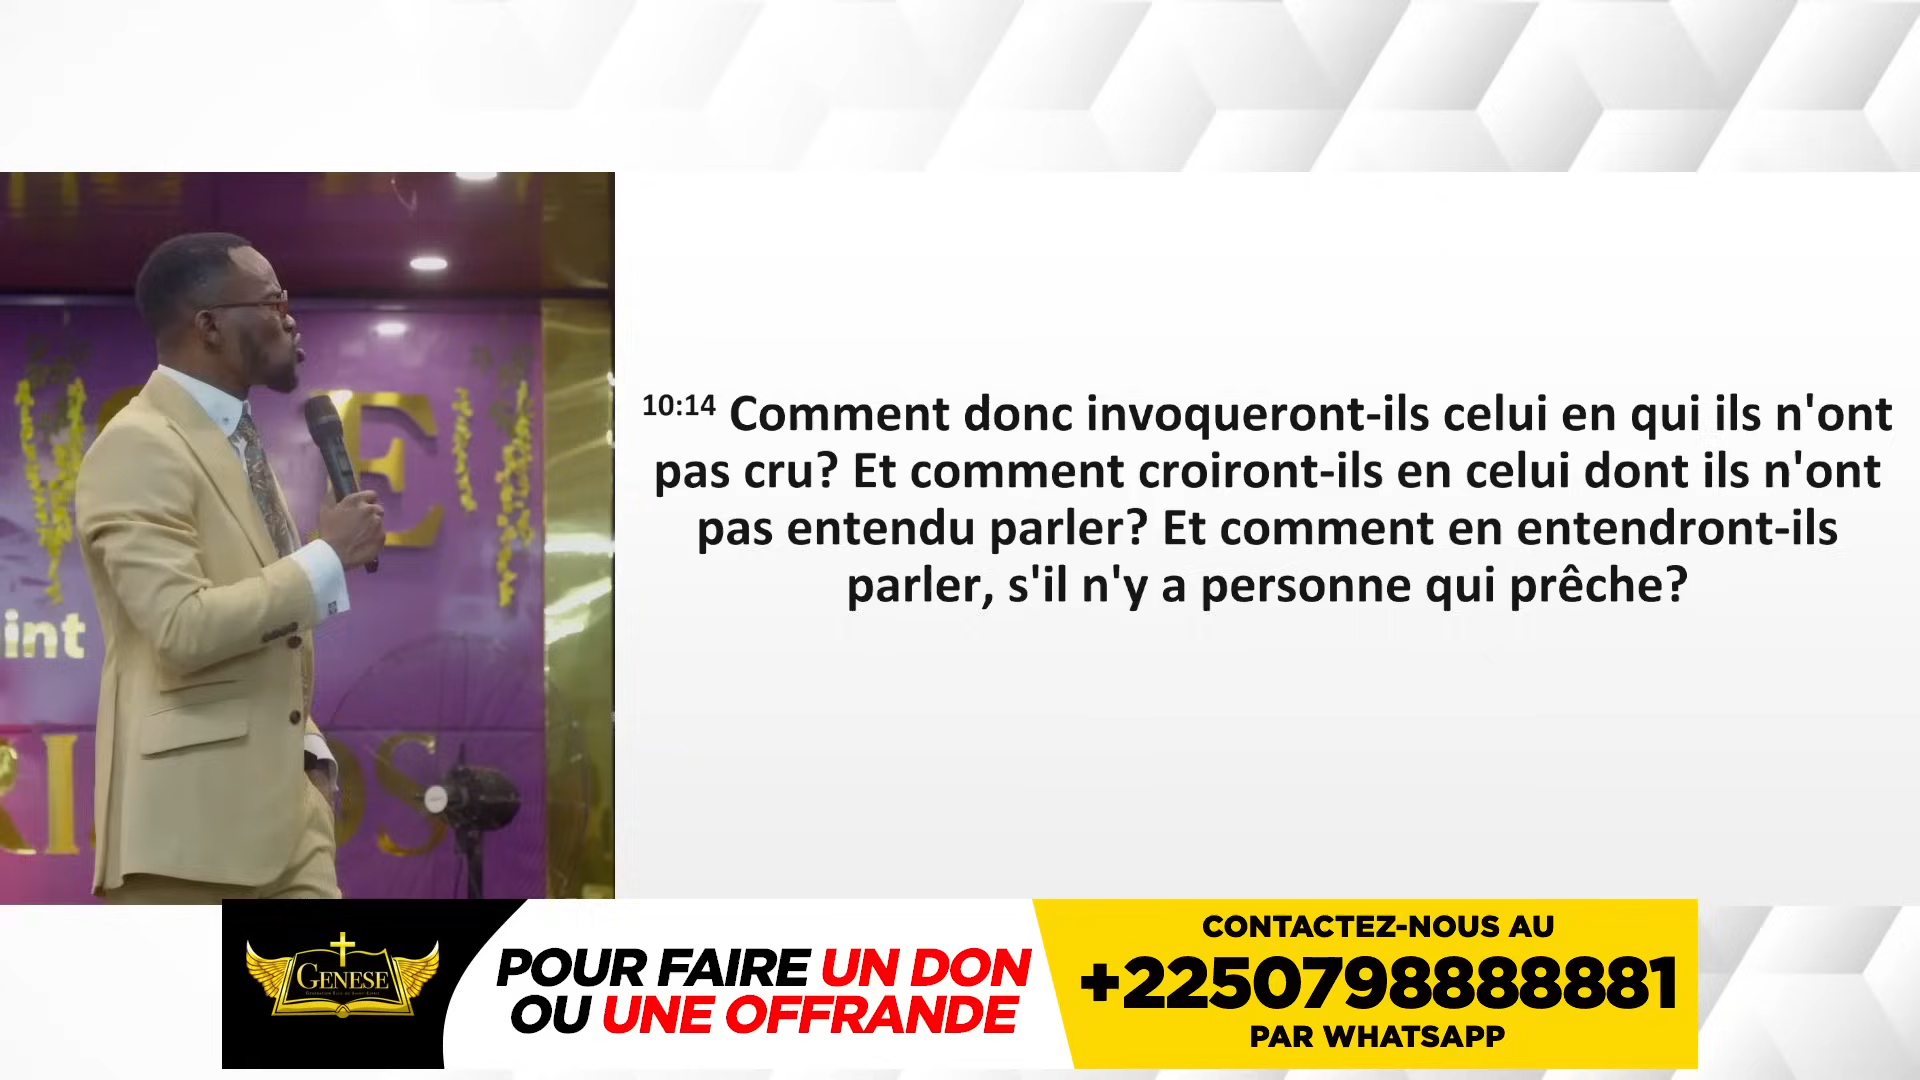 int
10:14 Comment donc invoqueront-ils celui en qui ils n'ont
pas cru? Et comment croiront-ils en celui dont ils n'ont
pas entendu parler? Et comment en entendront-ils
parler, s'il n'y a personne qui prêche?
GENESE
POUR FAIRE UN DON
OU UNE OFFRANDE
CONTACTEZ-NOUS AU
+2250798888881
PAR WHATSAPP